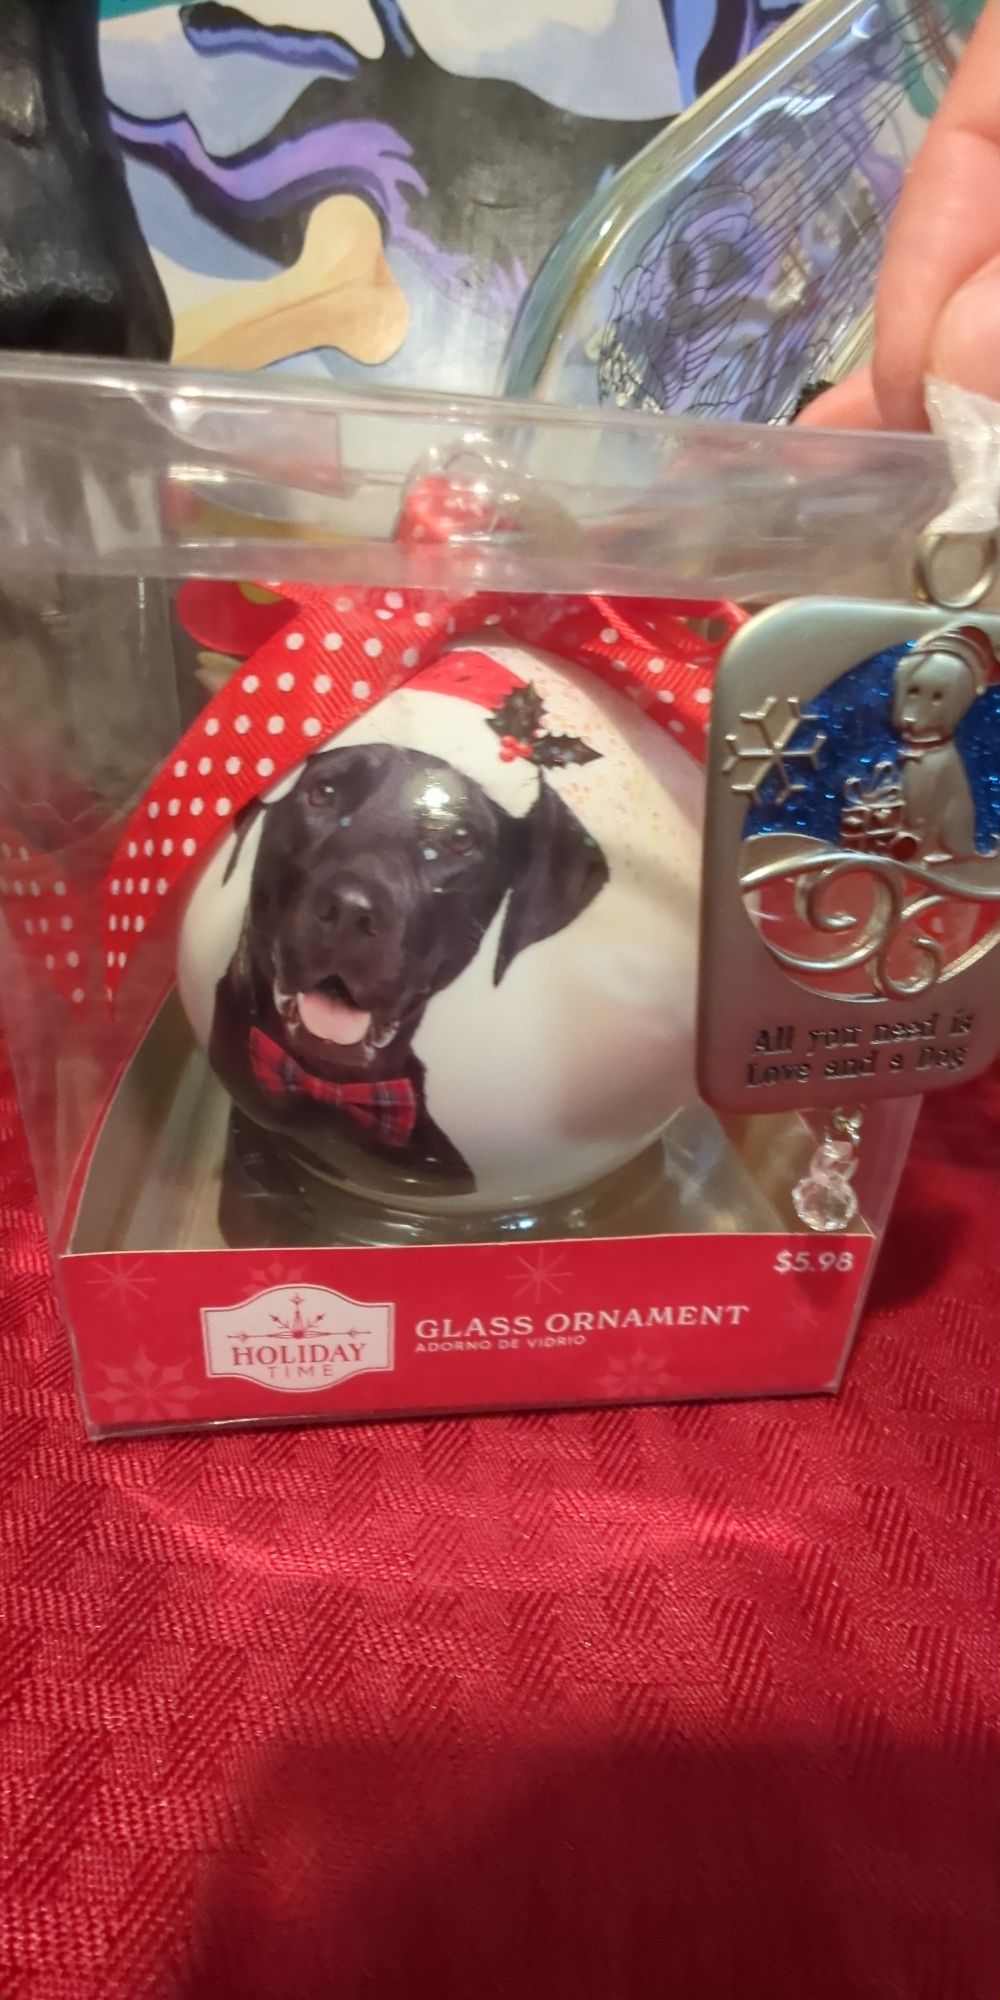 All you need is
Love and a Dog
$5.98
HOLIDAY
TIME
GLASS ORNAMENT
ADORNO DE VIDRIO